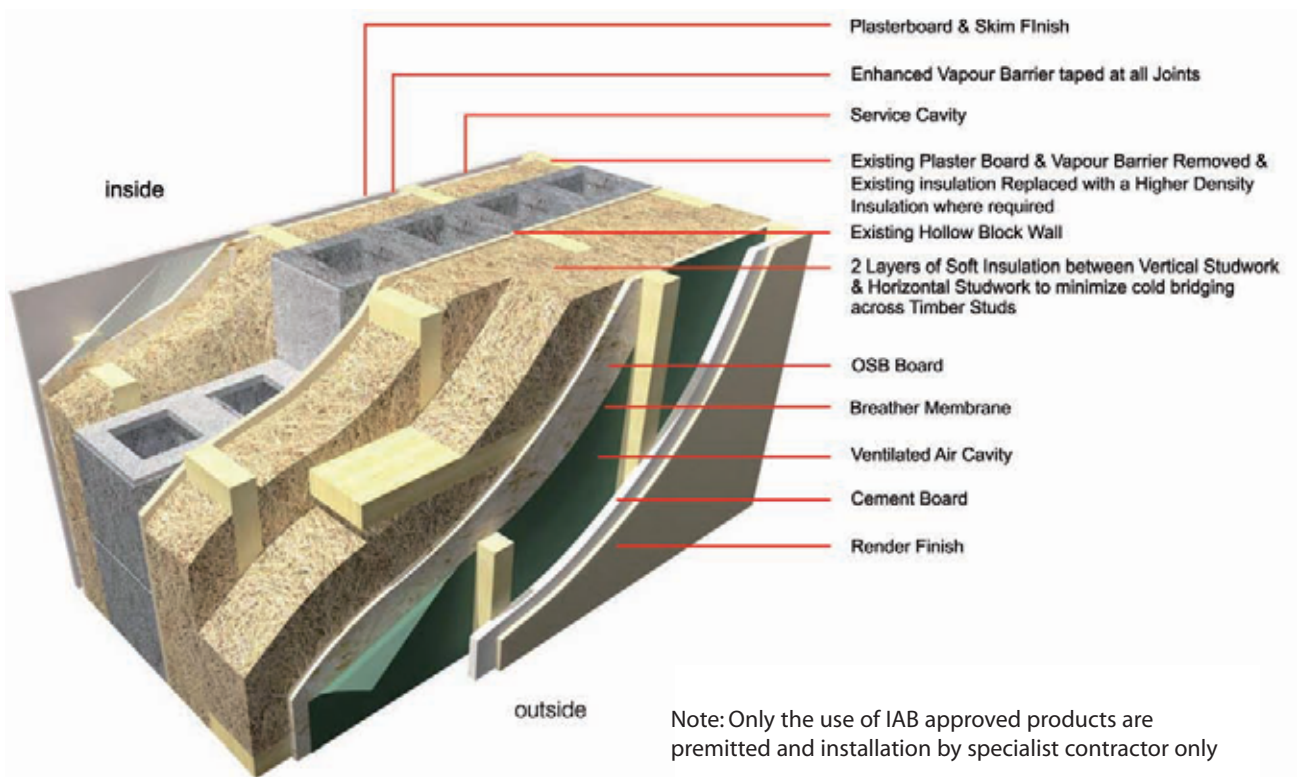 Plasterboard & Skim FInish
Enhanced Vapour Barrier taped at all Joints
Service Cavity
inside
Existing Plaster Board & Vapour Barrier Removed &
Existing insulation Replaced with a Higher Density
Insulation where required
Existing Hollow Block Wall
2 Layers of Soft Insulation between Vertical Studwork
& Horizontal Studwork to minimize cold bridging
across Timber Studs
OSB Board
Breather Membrane
Ventilated Air Cavity
Cement Board
Render Finish
outside
Note: Only the use of IAB approved products are
premitted and installation by specialist contractor only